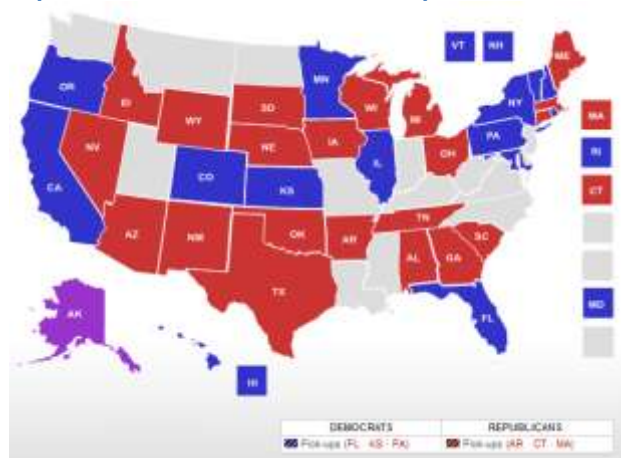 VT NH
ME
MN
OR
ID
SD
WI
NY
MI
WY
MA
PA
NE
IA
RI
NV
IL
OH
CO
CA
KS
CT
TN
OK
AZ
NM
AR
SC
AL
GA
TX
MD
AK
FL
HI
DEMOCRATS REPUBLICANS
Pick-ups (FL · KS · PA) Pick-ups (AR · CT · MA)